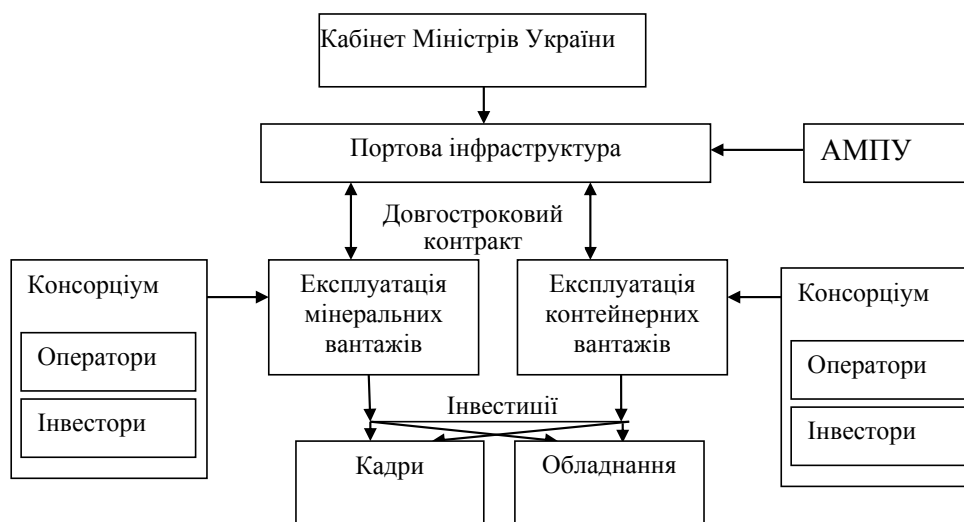 Кабінет Міністрів України
Портова інфраструктура
АМПУ
Довгостроковий
контракт
Консорціум
Оператори
Інвестори
Експлуатація
мінеральних
вантажів
Експлуатація
контейнерних
вантажів
Консорціум
Оператори
Інвестори
Інвестиції
Кадри
Обладнання